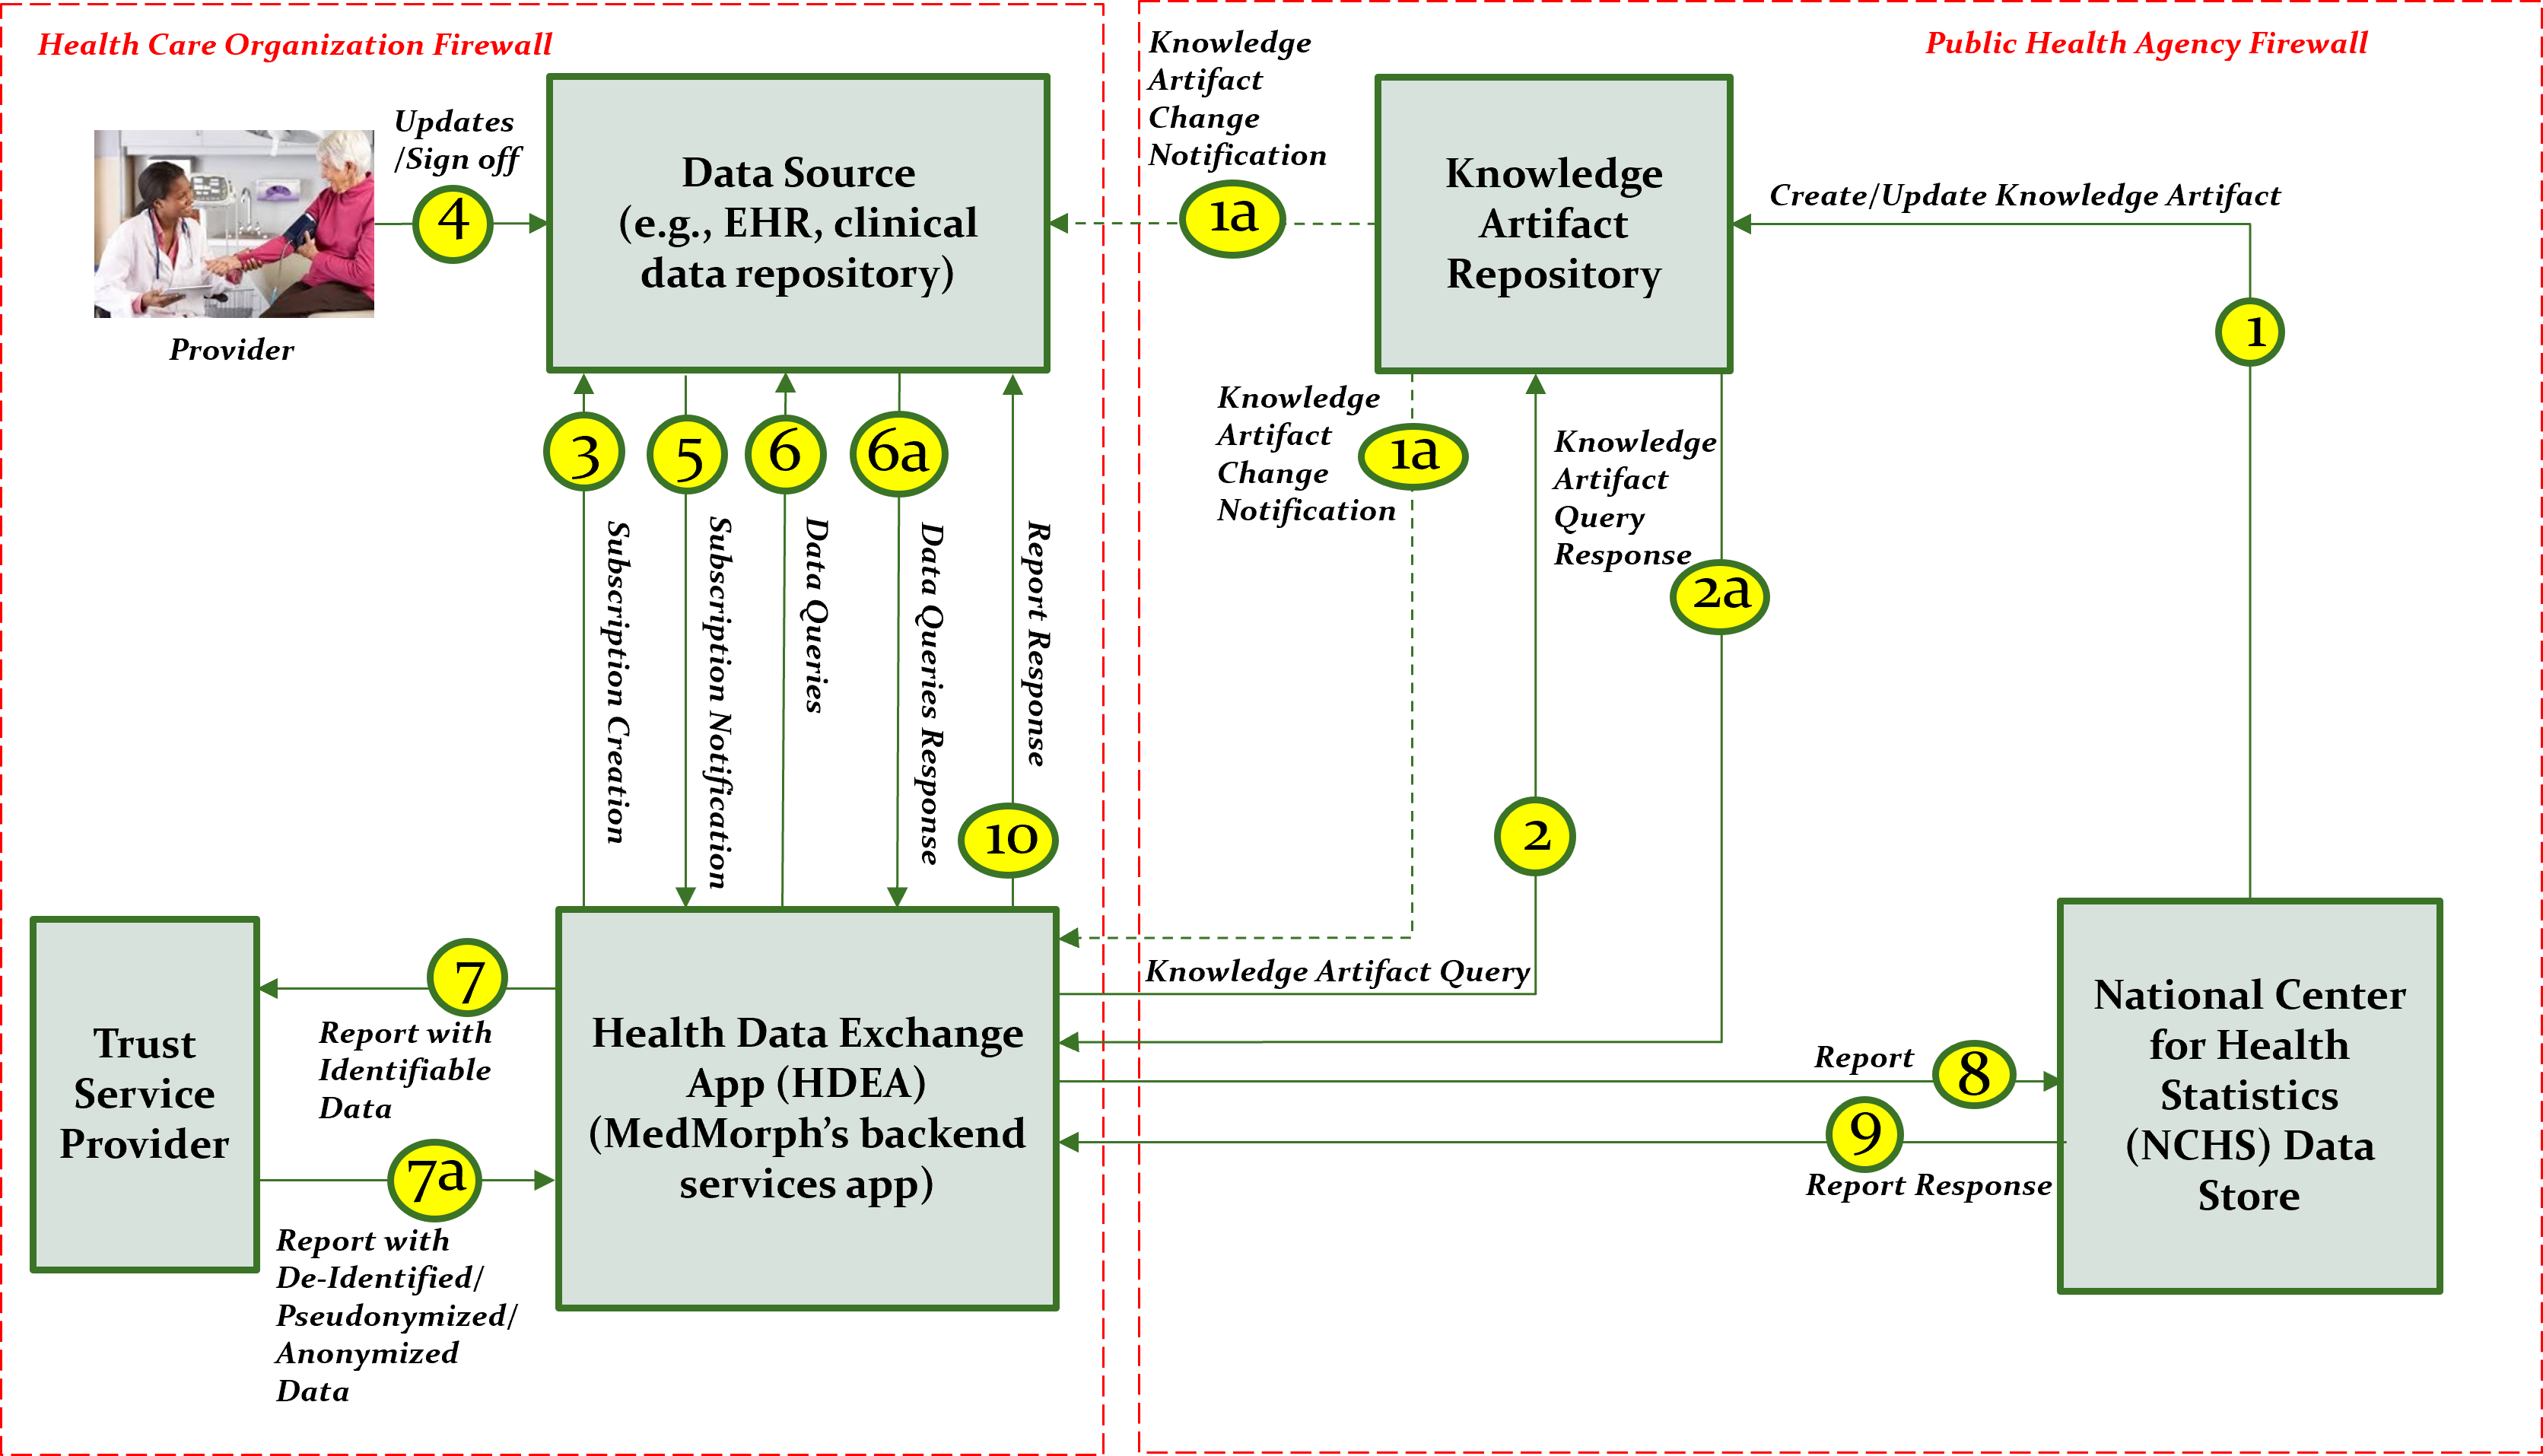 Health Care Organization Firewall
Public Health Agency Firewall
Updates
/Sign off
4
Provider
Data Source
(e.g., EHR, clinical
data repository)
Knowledge
Artifact
Change
Notification
1a
Knowledge
Artifact
Repository
Create/Update Knowledge Artifact
1
3
5
6
6a
Subscription Creation
Subscription Notification
Data Queries
Data Queries Response
Report Response
10
Knowledge
Artifact
Change
Notification
1a
Knowledge
Artifact
Query
Response
2a
2
Knowledge Artifact Query
Trust
Service
Provider
7
Report with
Identifiable
Data
7a
Report with
De-Identified/
Pseudonymized/
Anonymized
Data
Health Data Exchange
App (HDEA)
(MedMorph’s backend
services app)
Report
8
9
Report Response
National Center
for Health
Statistics
(NCHS) Data
Store